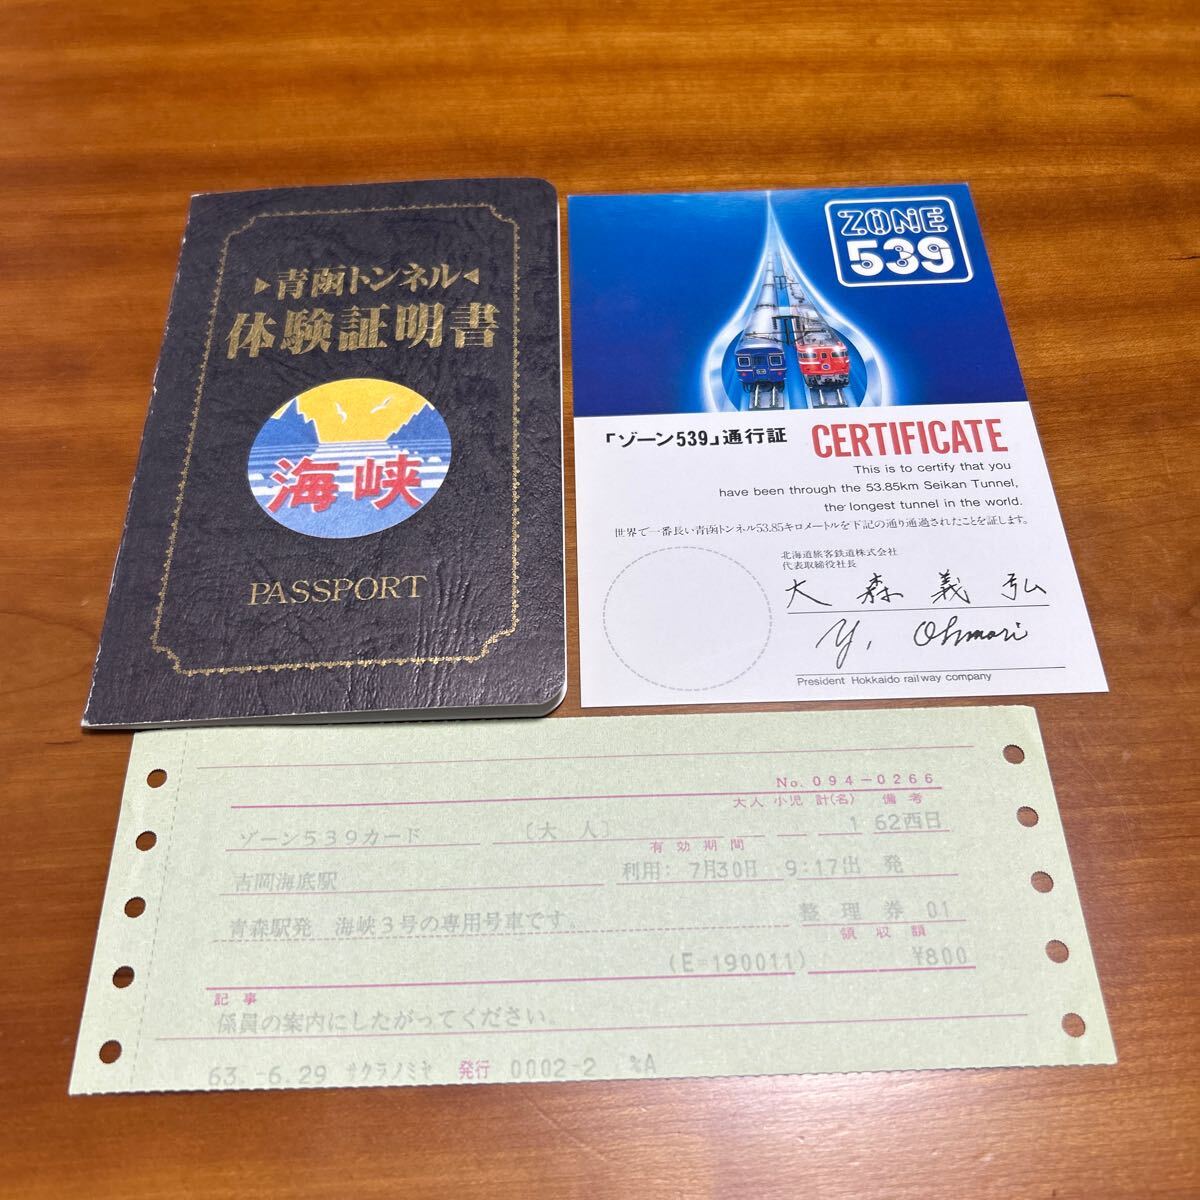 ▶青函トンネル◀
体験証明書
海峡
PASSPORT
ZONE
539
「ゾーン539」通行証 CERTIFICATE
This is to certify that you
have been through the 53.85km Seikan Tunnel,
the longest tunnel in the world.
世界で一番長い青函トンネル53.85キロメートルを下記の通り通過されたことを証します。
北海道旅客鉄道株式会社
代表取締役社長
大森義弘
Y. Ohmori
President Hokkaido railway company
No. 094-0266
大人 小児 計(名) 備考
ゾーン539カード 〔大 人〕 1 62西日
有効期間
吉岡海底駅 利用: 7月30日 9:17出 発
青森駅発 海峡3号の専用号車です。 整 理 券 01
領収額
(E=190011) ¥800
記事
係員の案内にしたがってください。
63.-6.29 サクラノミヤ 発行 0002-2 %A